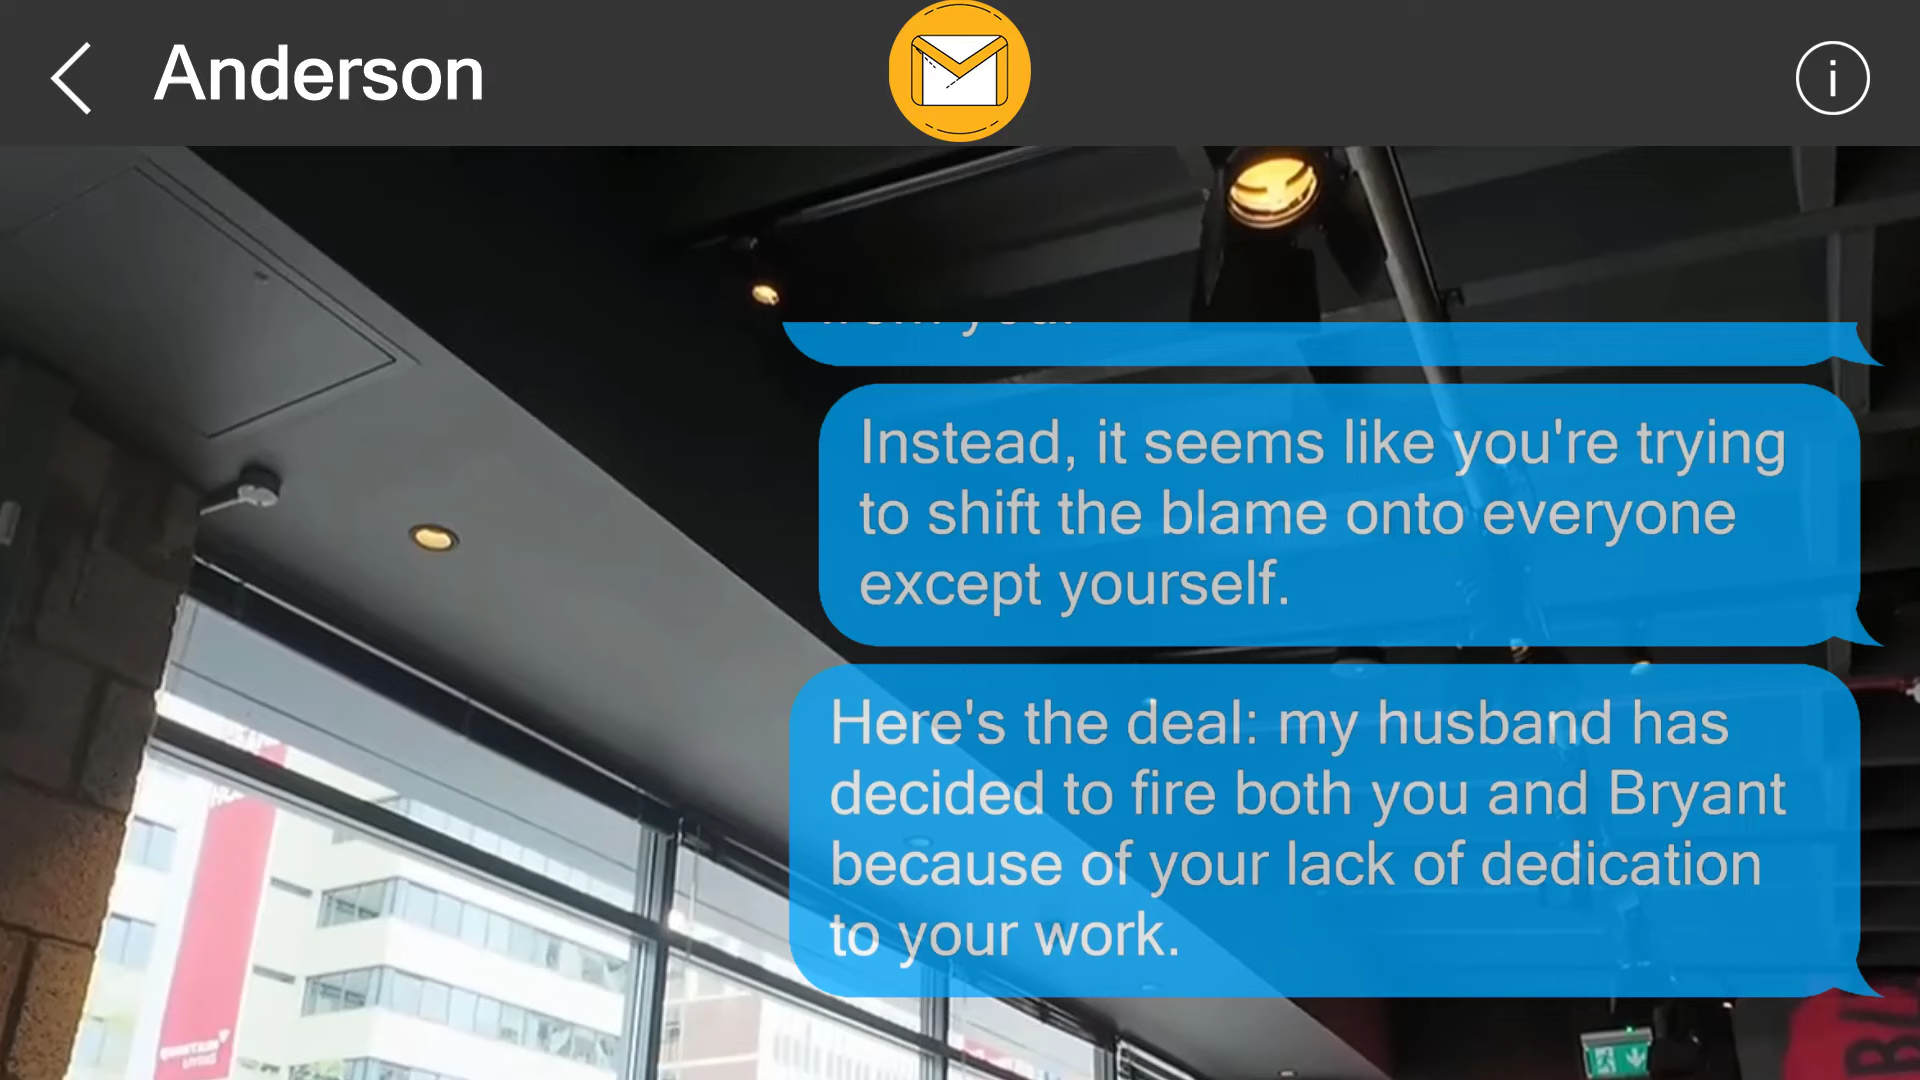 Anderson
Instead, it seems like you're trying
to shift the blame onto everyone
except yourself.
Here's the deal: my husband has
decided to fire both you and Bryant
because of your lack of dedication
to your work.